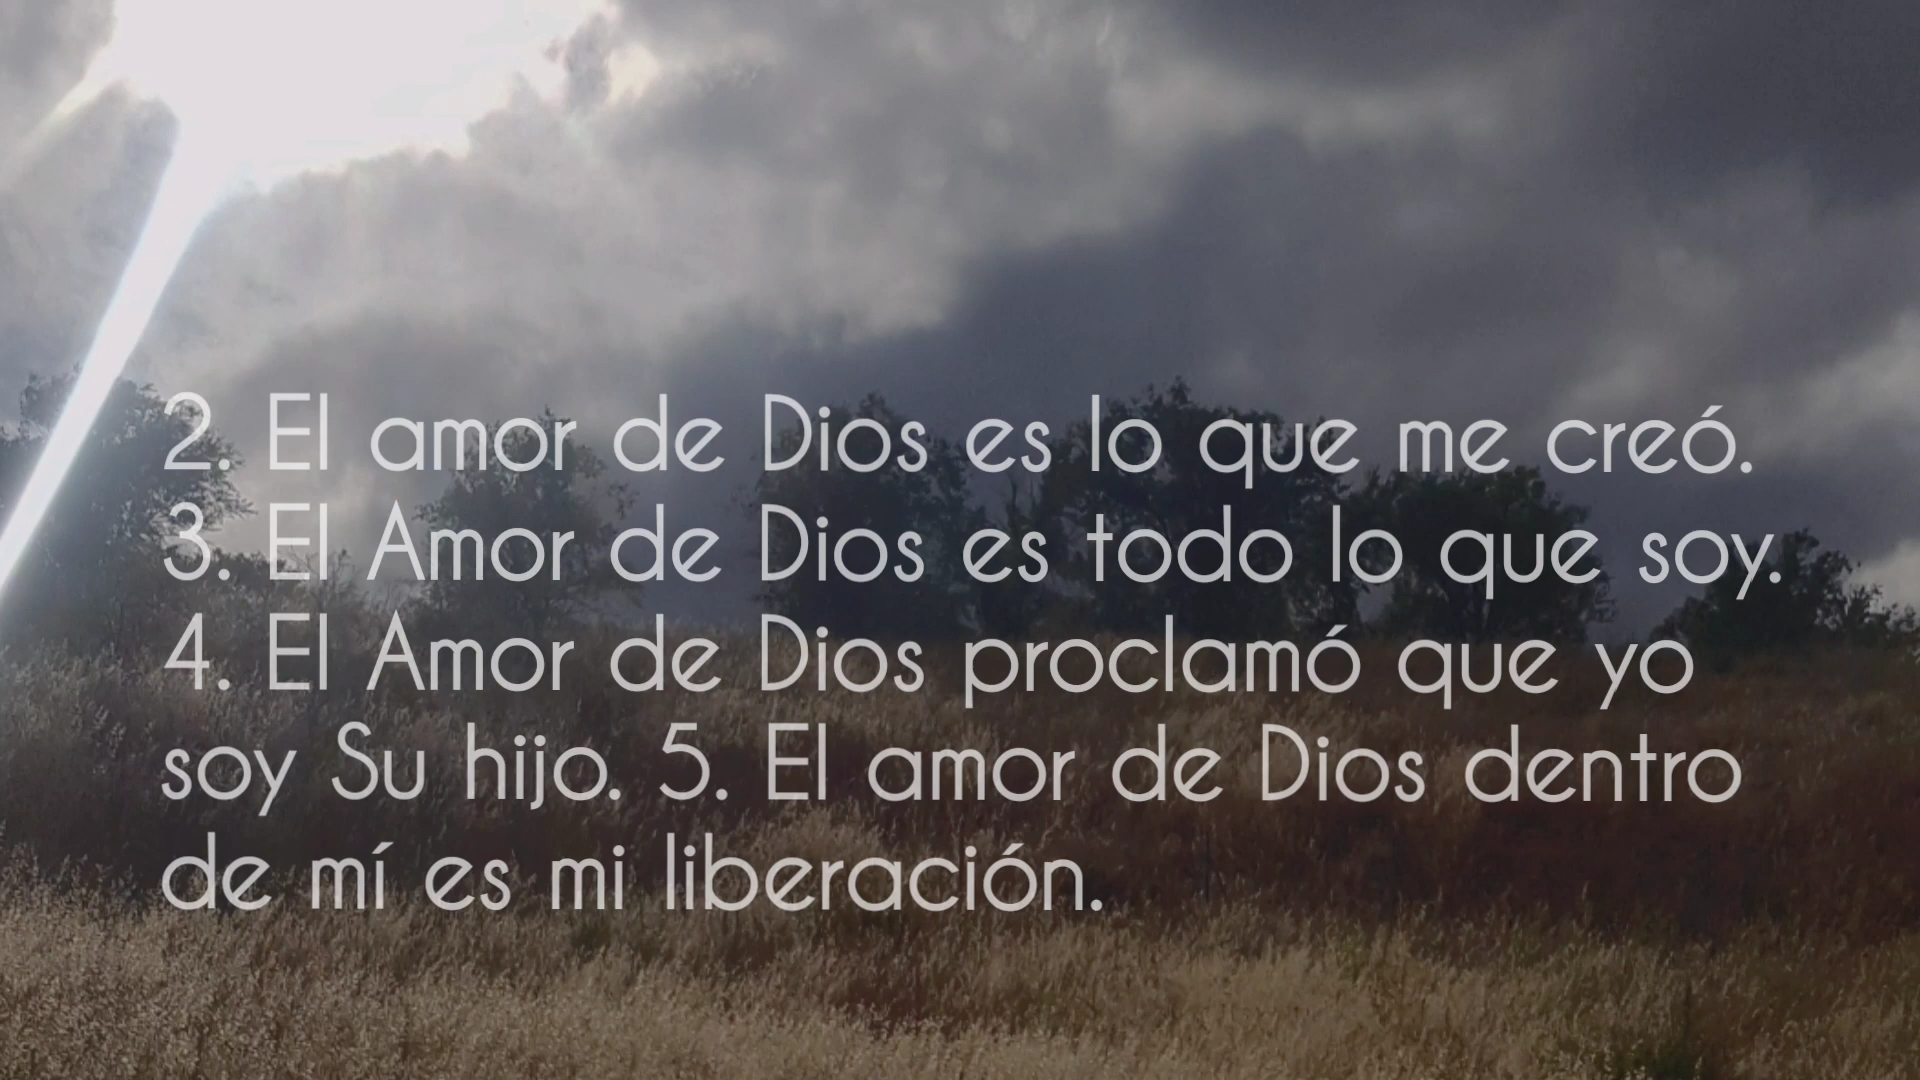 2. El amor de Dios es lo que me creó.
3. El Amor de Dios es todo lo que soy.
4. El Amor de Dios proclamó que yo
soy Su hijo. 5. El amor de Dios dentro
de mí es mi liberación.